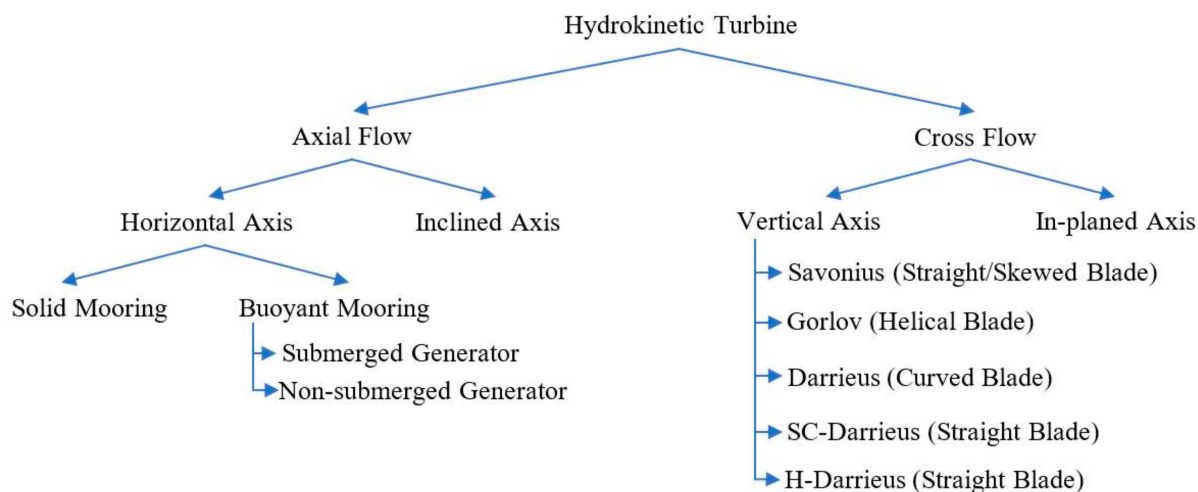 Hydrokinetic Turbine
Axial Flow
Cross Flow
Horizontal Axis
Inclined Axis
Vertical Axis
In-planed Axis
Solid Mooring
Buoyant Mooring
Submerged Generator
Non-submerged Generator
Savonius (Straight/Skewed Blade)
Gorlov (Helical Blade)
Darrieus (Curved Blade)
SC-Darrieus (Straight Blade)
H-Darrieus (Straight Blade)